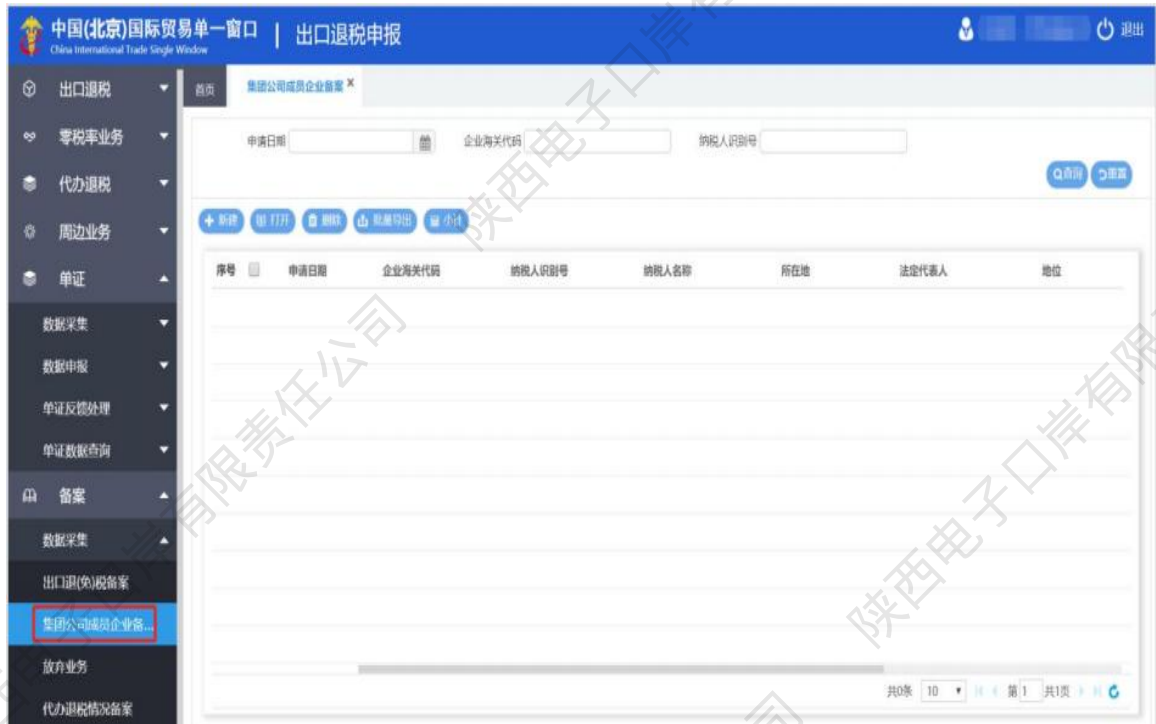 中国(北京)国际贸易单一窗口 | 出口退税申报
China International Trade Single Window
退出
出口退税
零税率业务
代办退税
周边业务
单证
数据采集
数据申报
单证反馈处理
单证数据查询
备案
数据采集
出口退(免)税备案
集团公司成员企业备...
放弃业务
代办退税情况备案
首页 集团公司成员企业备案 X
申请日期 企业海关代码 纳税人识别号
查询 重置
新建 打开 删除 批量导出 小计
序号 申请日期 企业海关代码 纳税人识别号 纳税人名称 所在地 法定代表人 地位
共0条 10 第 1 共1页
陕西电子口岸有限责任公司
陕西电子口岸有限